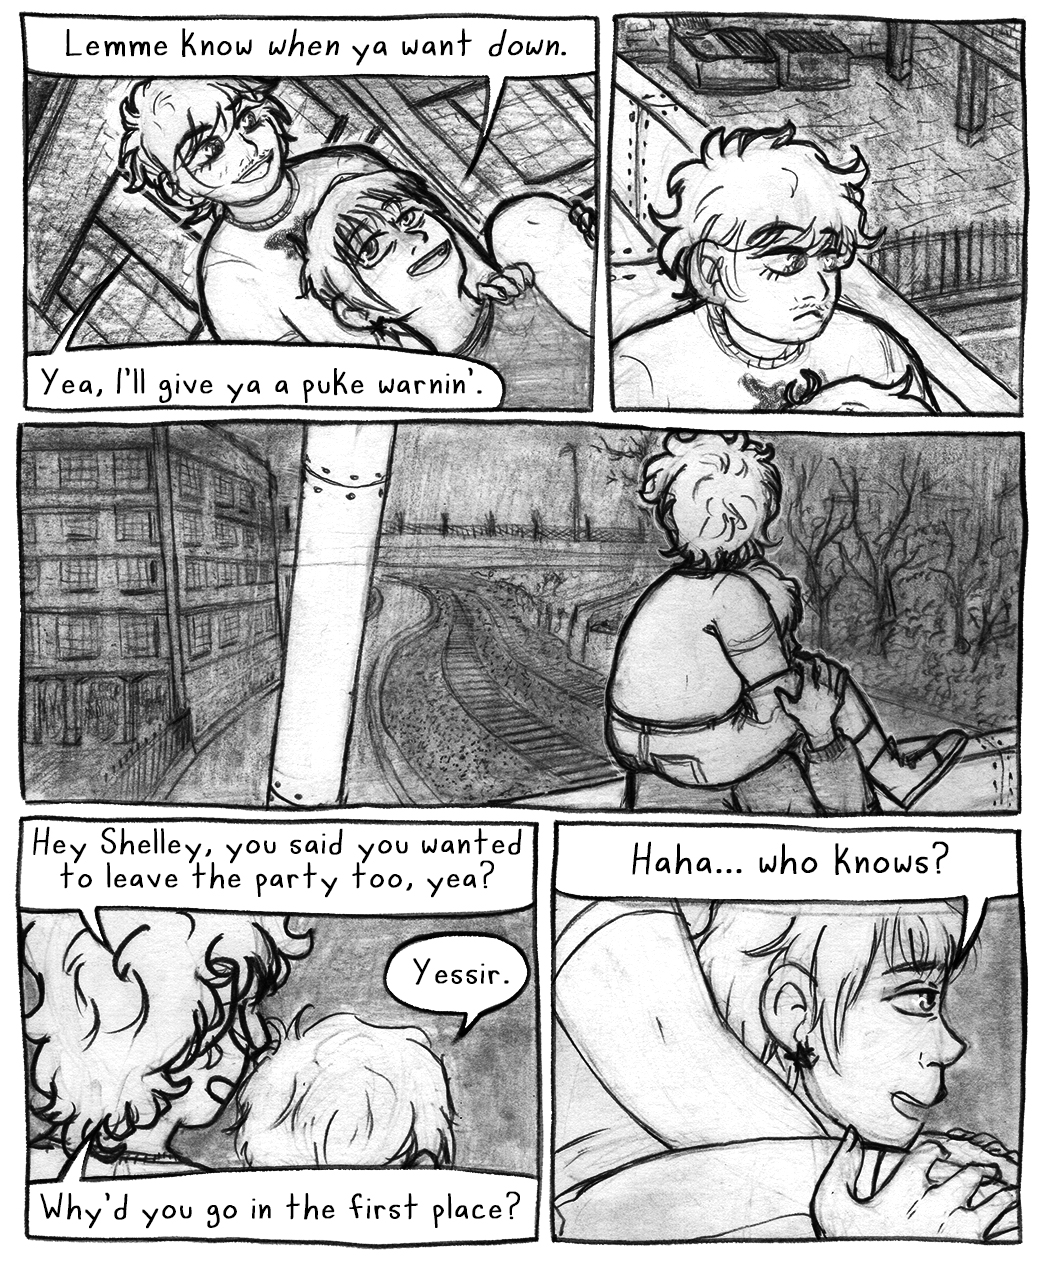 Lemme know when ya want down.
Yea, I'll give ya a puke warnin'.
Hey Shelley, you said you wanted
to leave the party too, yea?
Yessir.
Why'd you go in the first place?
Haha... who knows?